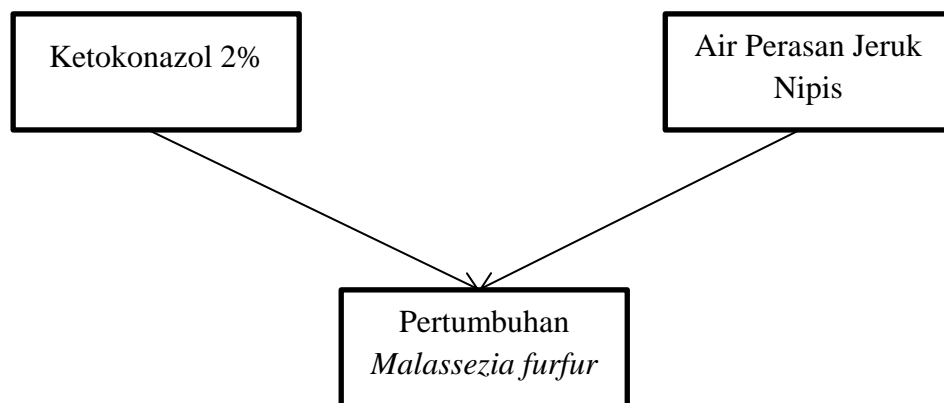 Ketokonazol 2%
Air Perasan Jeruk
Nipis
Pertumbuhan
Malassezia furfur